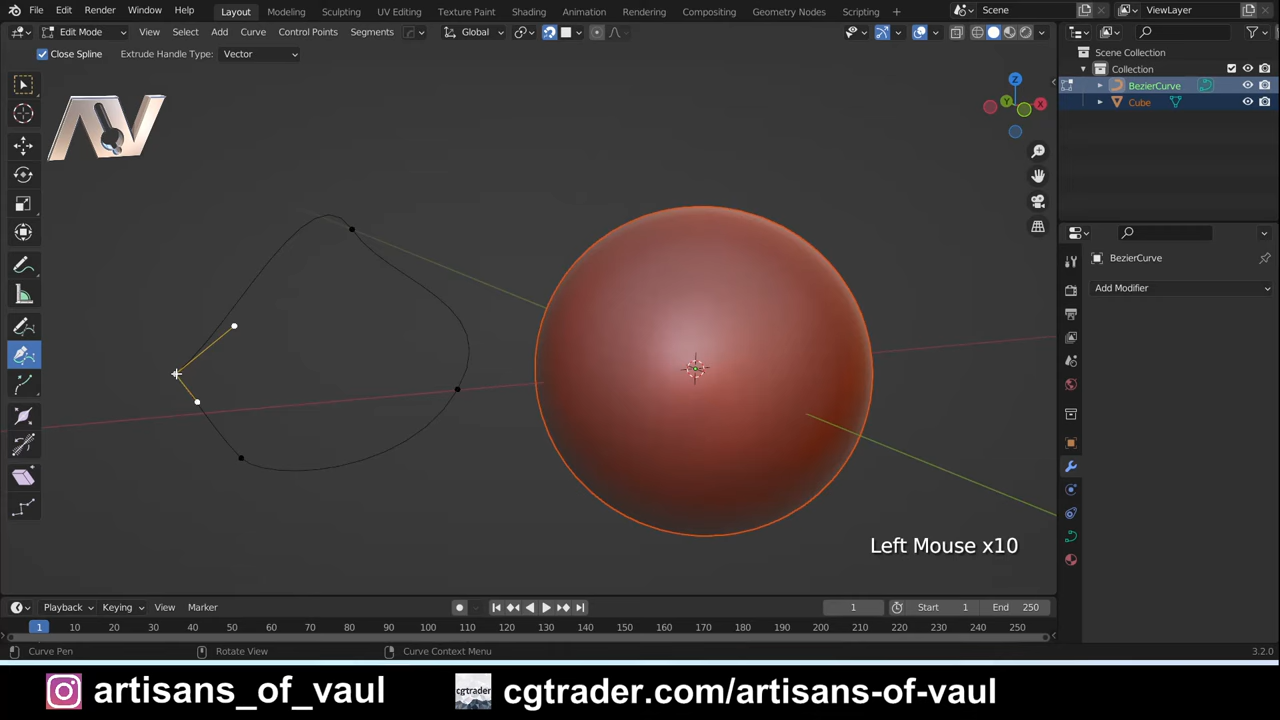 File Edit Render Window Help Layout Modeling Sculpting UV Editing Texture Paint Shading Animation Rendering Compositing Geometry Nodes Scripting + Scene ViewLayer
Edit Mode View Select Add Curve Control Points Segments Global
Close Spline Extrude Handle Type: Vector
Scene Collection
Collection
BezierCurve
Cube
AV
Z
Y
X
BezierCurve
Add Modifier
Left Mouse x10
Playback Keying View Marker 1 Start 1 End 250
1 10 20 30 40 50 60 70 80 90 100 110 120 130 140 150 160 170 180 190 200 210 220 230 240 250
Curve Pen Rotate View Curve Context Menu 3.2.0
artisans_of_vaul cgtrader cgtrader.com/artisans-of-vaul